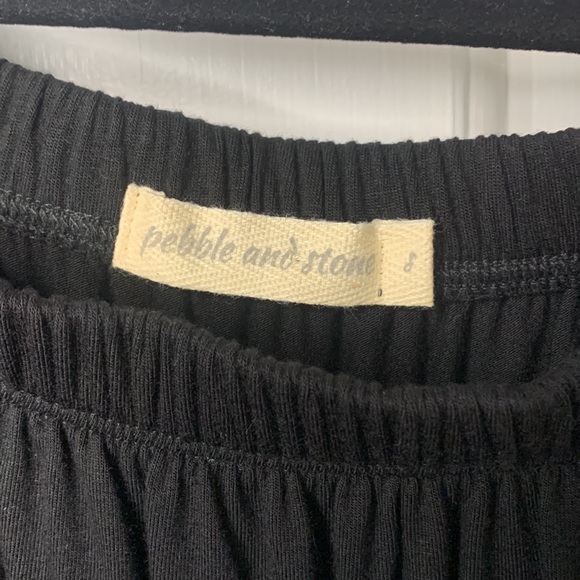 pebble and stone s